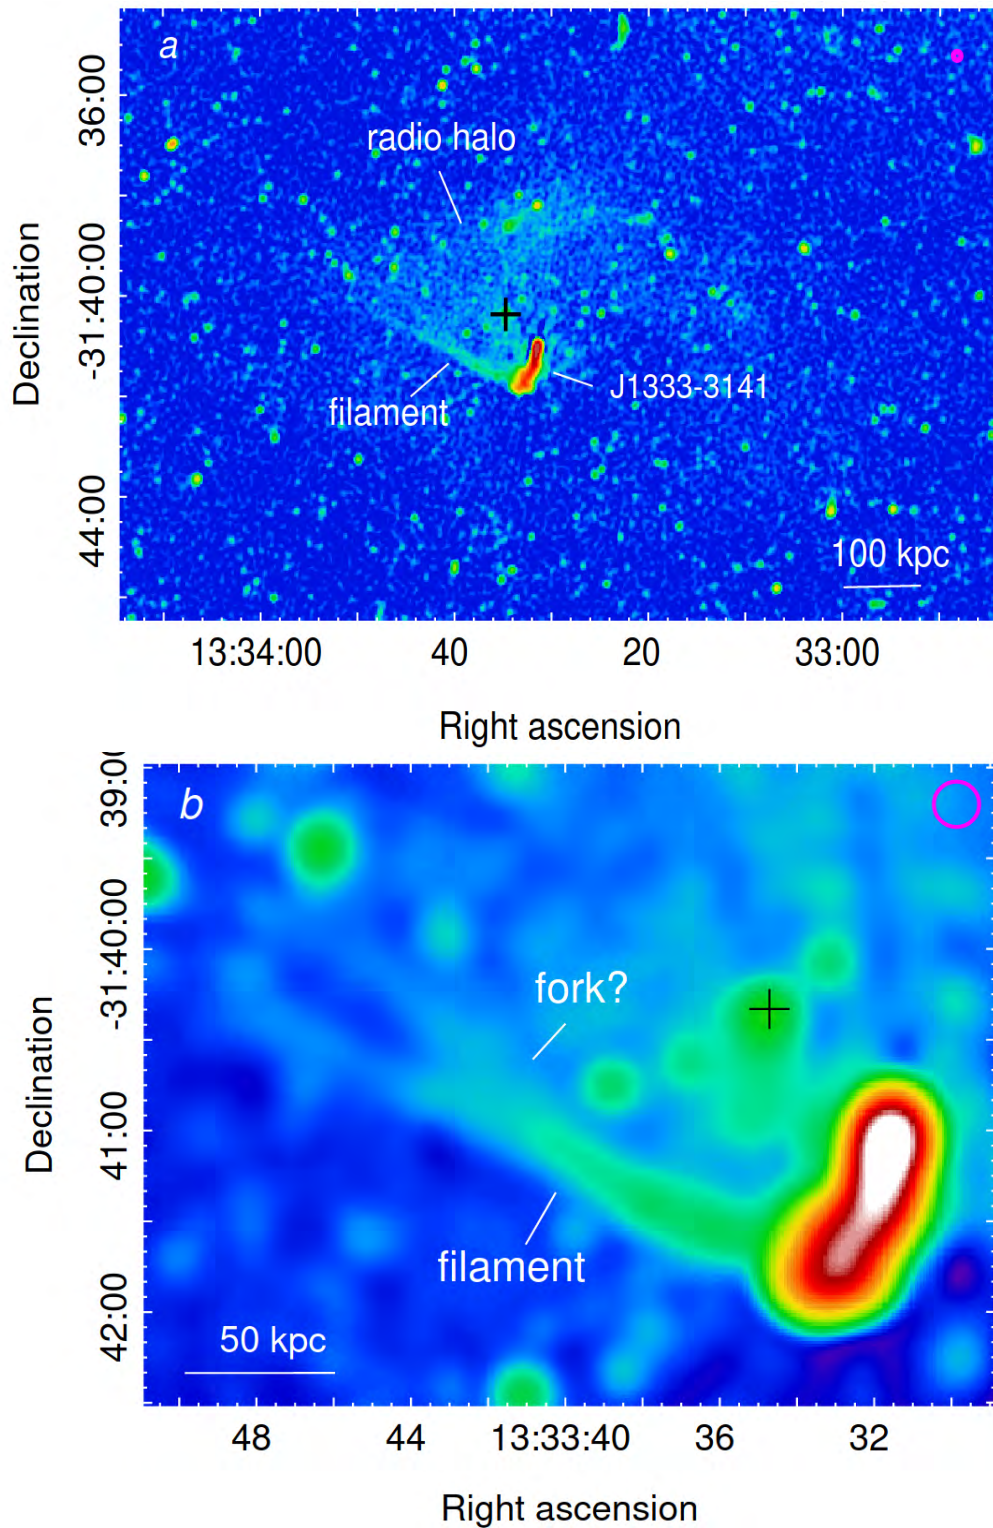 a
36:00
radio halo
-31:40:00
Declination
filament
J1333-3141
44:00
100 kpc
13:34:00 40 20 33:00
Right ascension
b
39:00
-31:40:00
fork?
Declination
41:00
filament
42:00
50 kpc
48 44 13:33:40 36 32
Right ascension